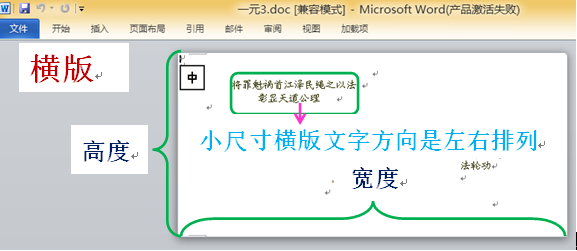 一元3.doc [兼容模式] - Microsoft Word(产品激活失败)
文件 开始 插入 页面布局 引用 邮件 审阅 视图 加载项
横版
中
将罪魁祸首江泽民绳之以法
彰显天道公理
小尺寸横版文字方向是左右排列
高度
法轮功
宽度